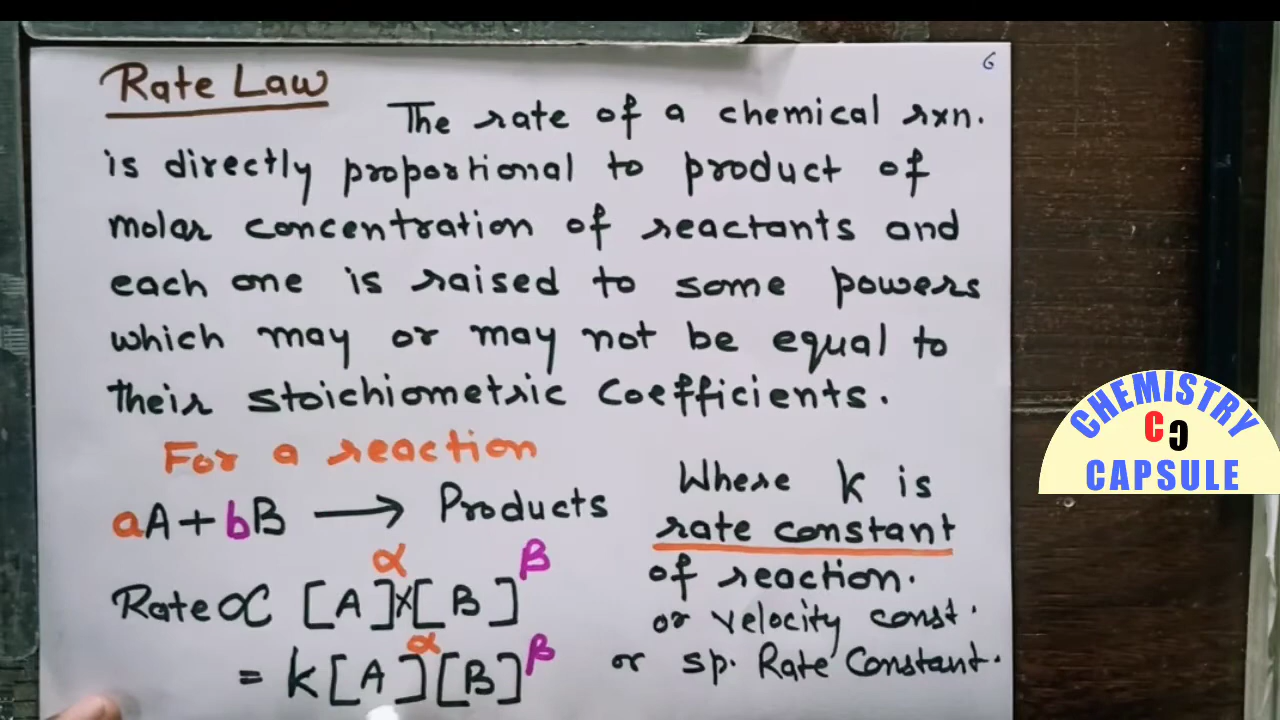 6
Rate Law
The rate of a chemical rxn.
is directly proportional to product of
molar concentration of reactants and
each one is raised to some powers
which may or may not be equal to
their stoichiometric Coefficients.
For a reaction
aA + bB ⟶ Products
Rate ∝ [A]^α × [B]^β
= k[A]^α [B]^β
Where k is
rate constant
of reaction.
or velocity const.
or sp. Rate Constant.
CHEMISTRY
CC
CAPSULE